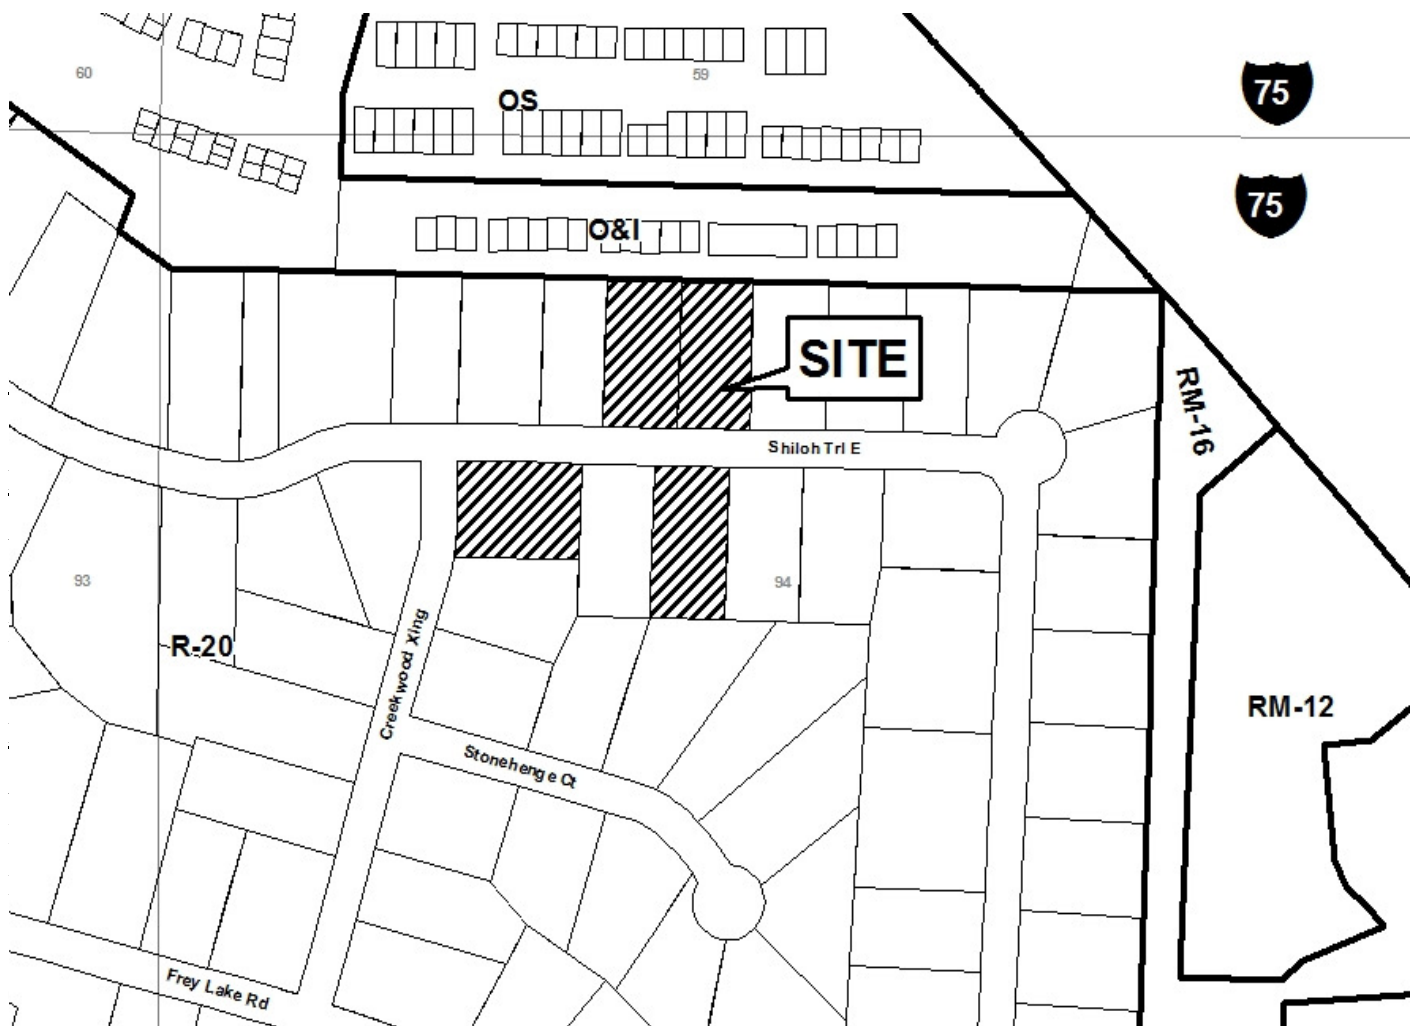 60
59
75
OS
75
O&I
SITE
RM-16
Shiloh Trl E
93
94
Creekwood Xing
R-20
RM-12
Stonehenge Ct
Frey Lake Rd